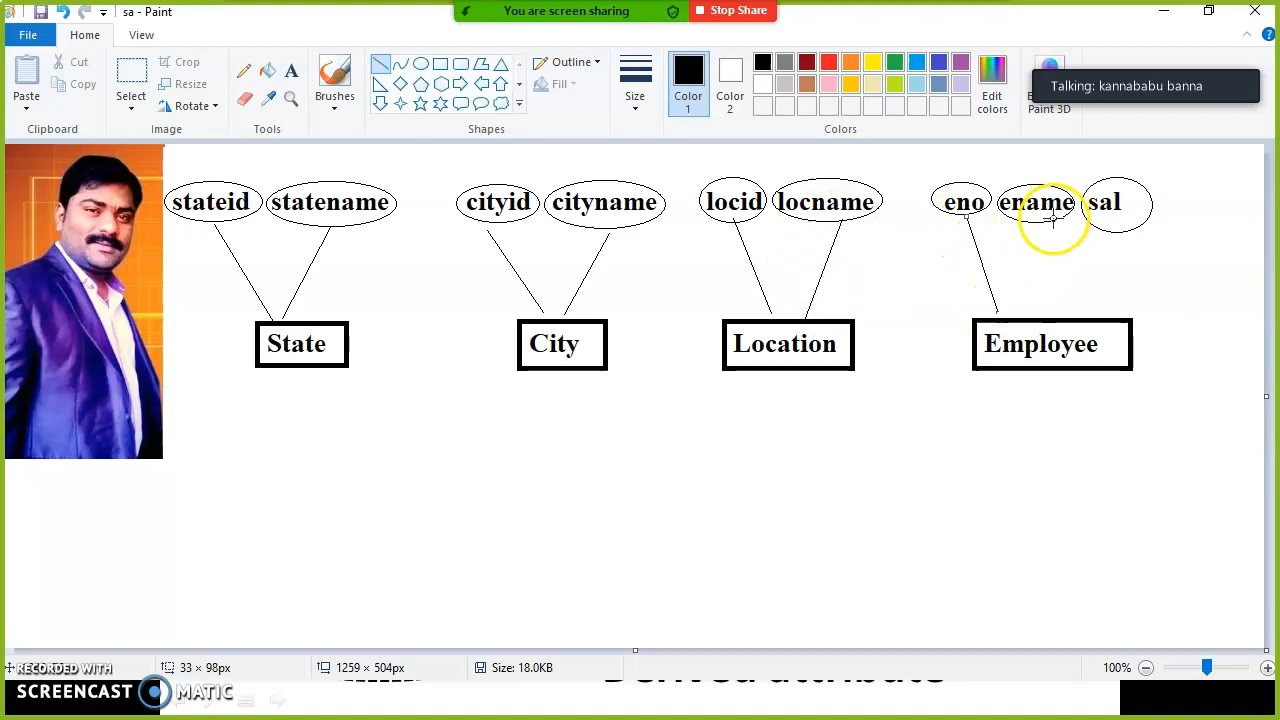 sa - Paint
You are screen sharing
Stop Share
File
Home
View
Paste
Cut
Copy
Clipboard
Select
Crop
Resize
Rotate
Image
Tools
Brushes
Shapes
Outline
Fill
Size
Color 1
Color 2
Edit colors
Colors
Paint 3D
Talking: kannababu banna
stateid statename cityid cityname locid locname eno ename sal
State City Location Employee
33 × 98px
1259 × 504px
Size: 18.0KB
100%
RECORDED WITH
SCREENCAST MATIC
Derived attribute